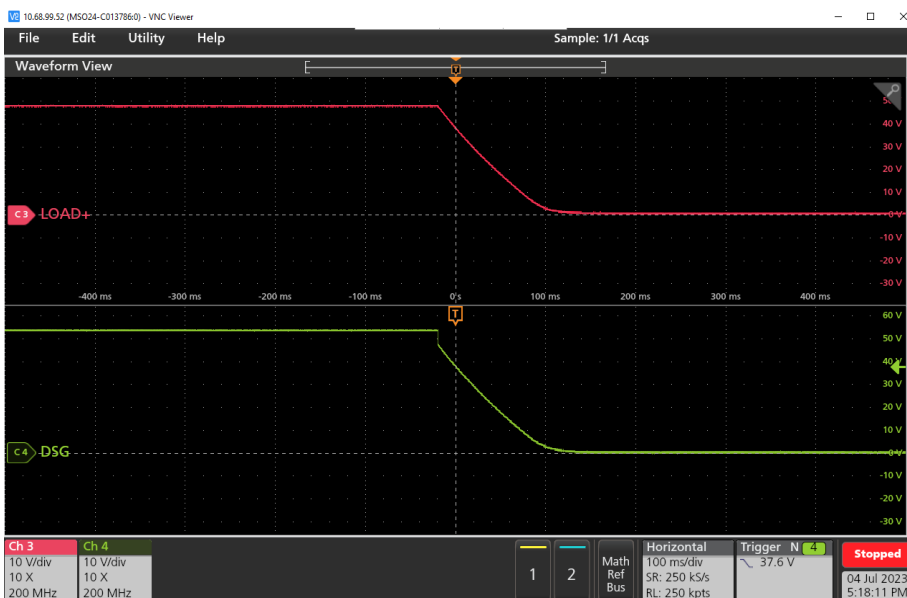 10.68.99.52 (MSO24-C013786:0) - VNC Viewer
File Edit Utility Help Sample: 1/1 Acqs
Waveform View
T
40 V
30 V
20 V
10 V
C 3 LOAD+ 0 V
-10 V
-20 V
-30 V
-400 ms -300 ms -200 ms -100 ms 0 s 100 ms 200 ms 300 ms 400 ms
T 60 V
50 V
40 V
30 V
20 V
10 V
C 4 DSG 0 V
-10 V
-20 V
-30 V
Ch 3 Ch 4 Horizontal Trigger N 4
10 V/div 10 V/div 100 ms/div 37.6 V
10 X 10 X SR: 250 kS/s
200 MHz 200 MHz RL: 250 kpts
1 2 Math Ref Bus
Stopped
04 Jul 2023
5:18:11 PM